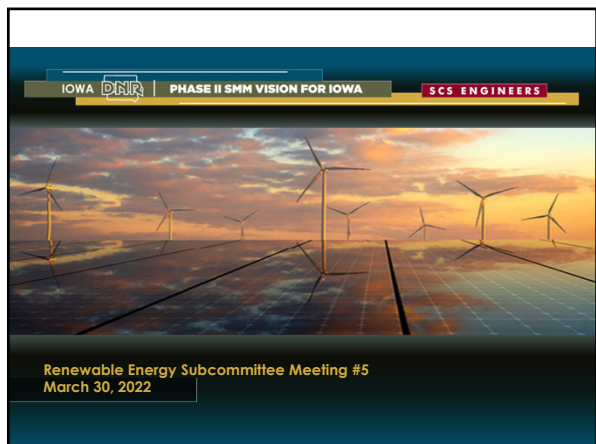 IOWA DNR | PHASE II SMM VISION FOR IOWA
SCS ENGINEERS
Renewable Energy Subcommittee Meeting #5
March 30, 2022